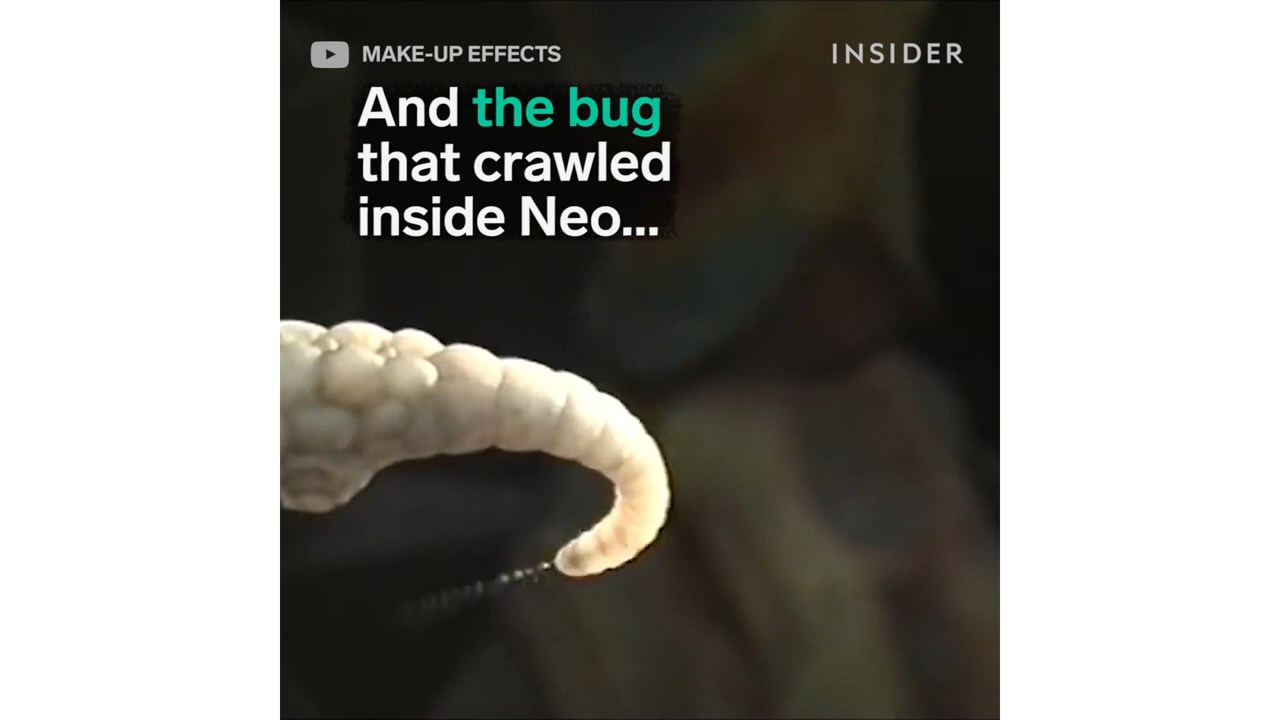 MAKE-UP EFFECTS
INSIDER
And the bug
that crawled
inside Neo...